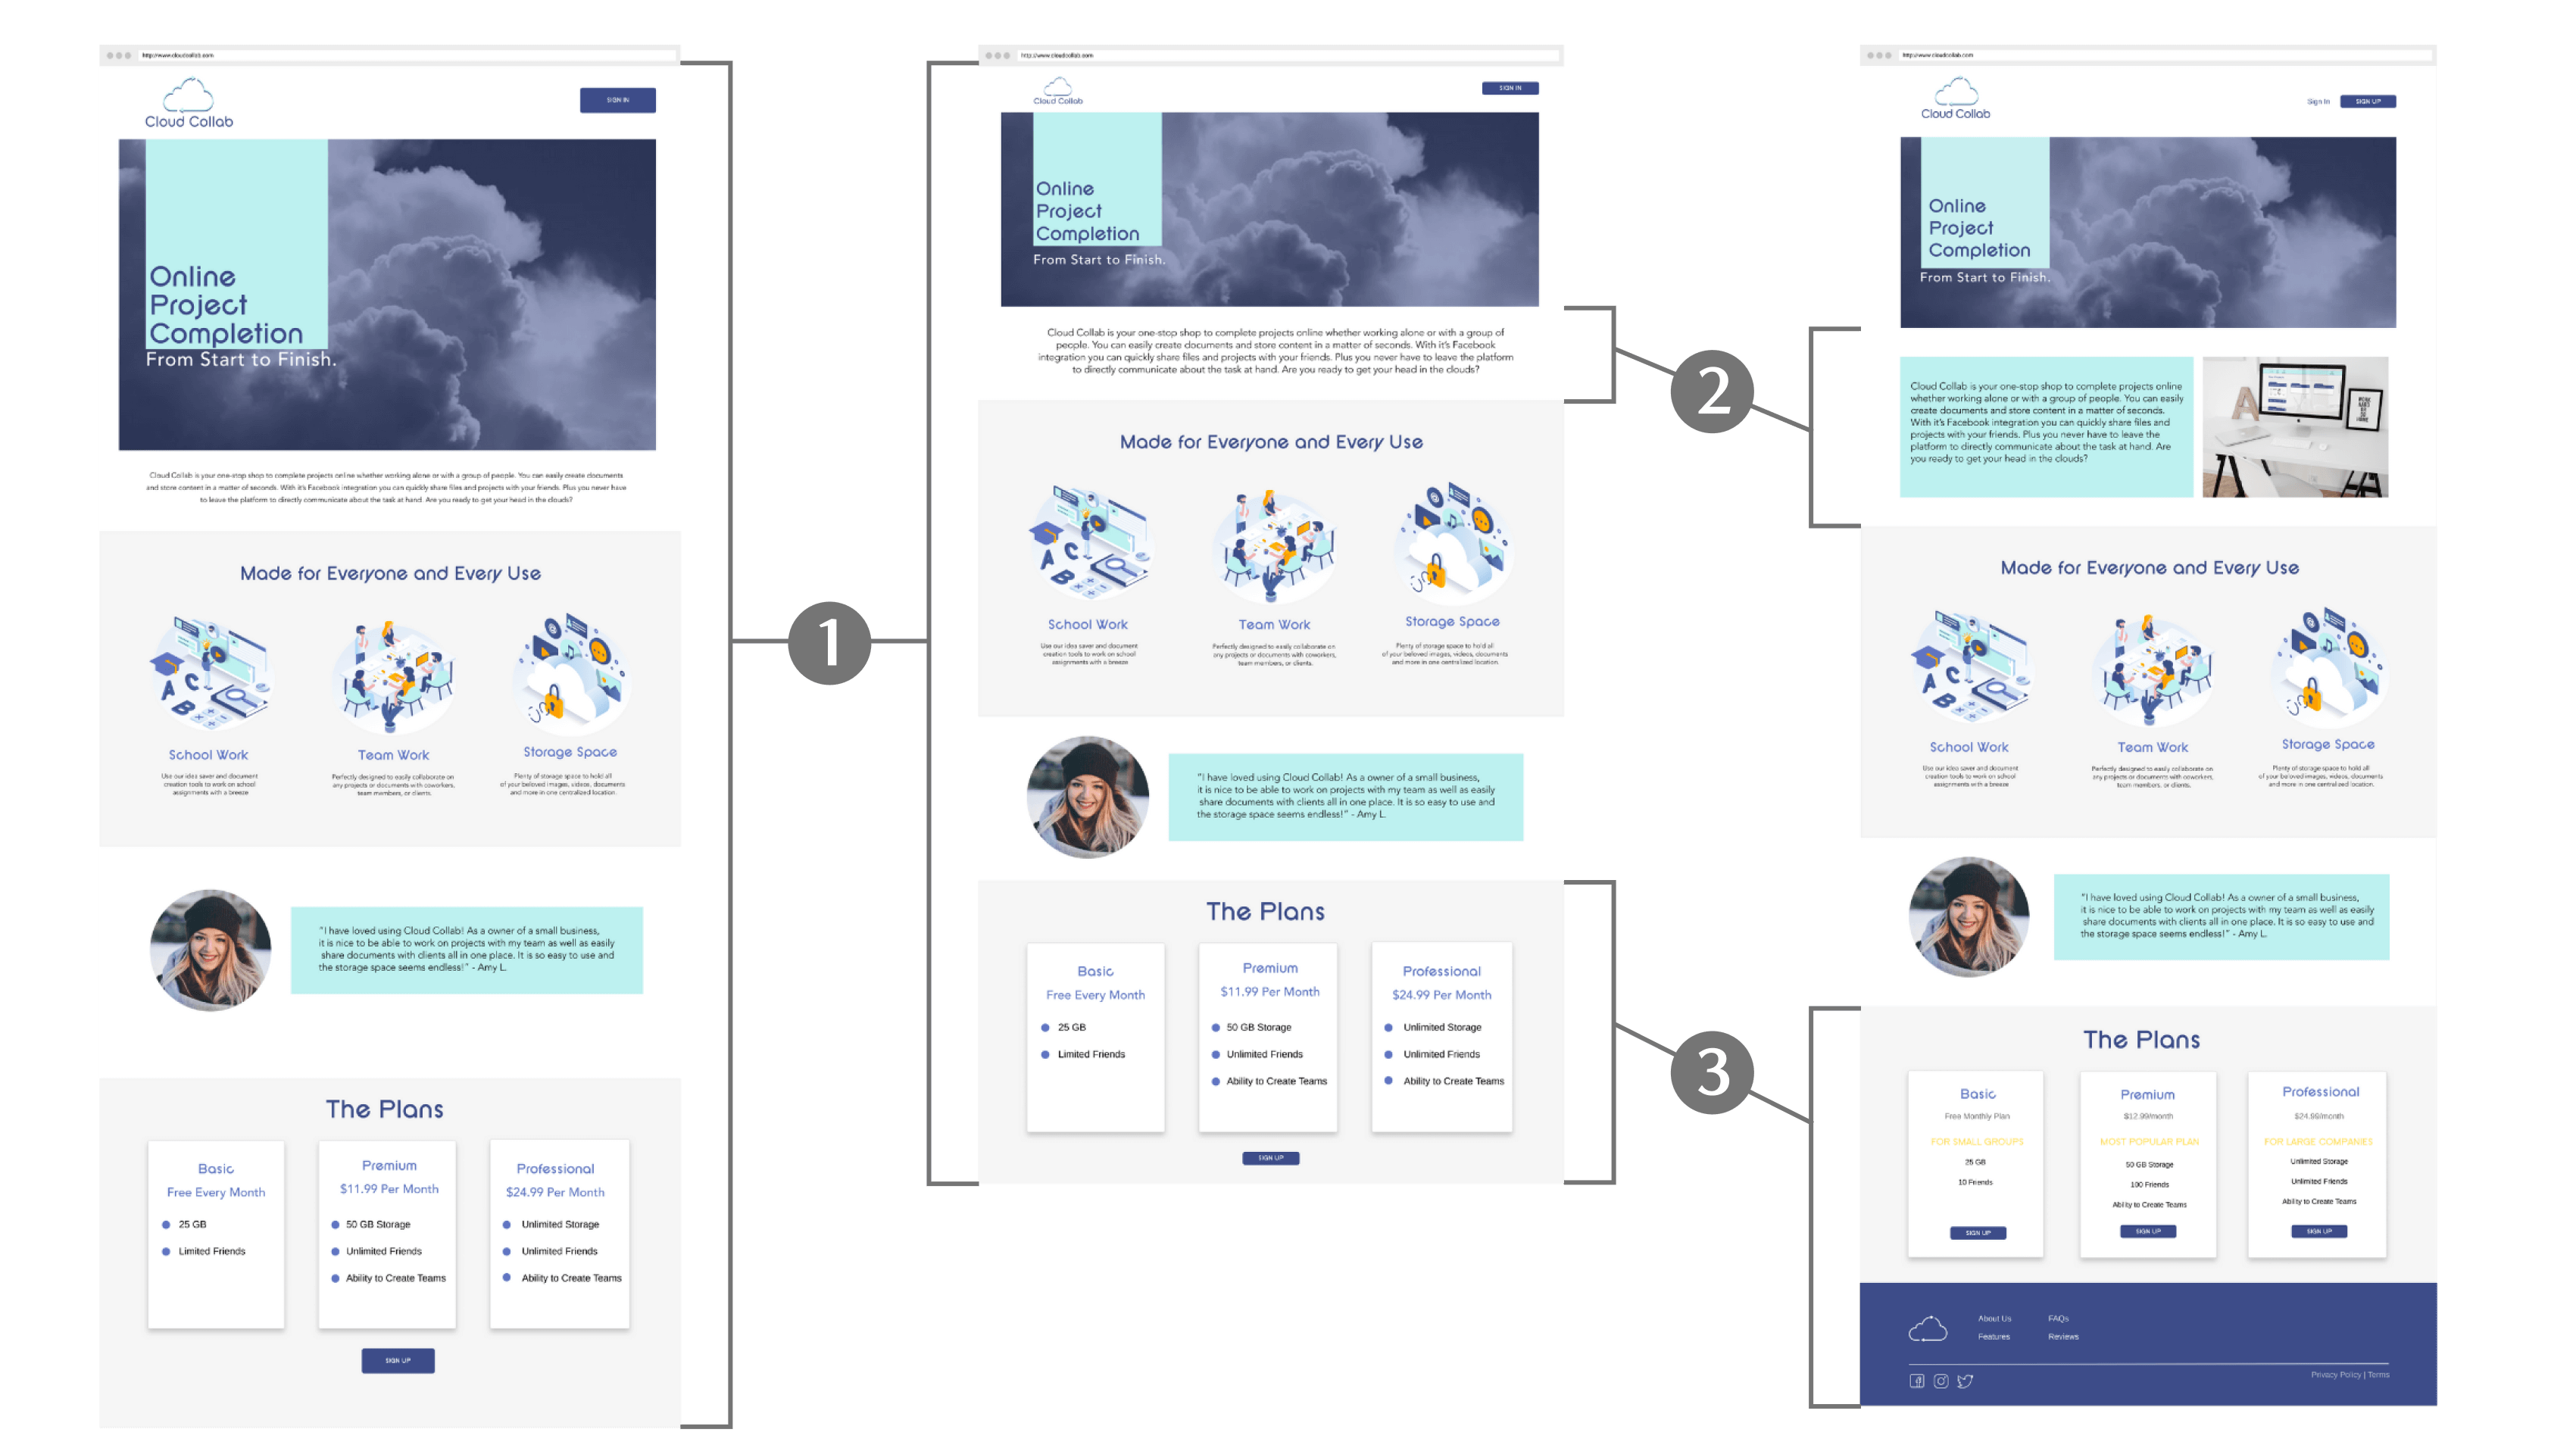 http://www.cloudcollab.com
Cloud Collab
SIGN IN
Online
Project
Completion
From Start to Finish.
Cloud Collab is your one-stop shop to complete projects online whether working alone or with a group of people. You can easily create documents
and store content in a matter of seconds. With it's Facebook integration you can quickly share files and projects with your friends. Plus you never have
to leave the platform to directly communicate about the task at hand. Are you ready to get your head in the clouds?
Made for Everyone and Every Use
School Work
Use our idea saver and document
creation tools to work on school
assignments with a breeze
Team Work
Perfectly designed to easily collaborate on
any projects or documents with coworkers,
team members, or clients.
Storage Space
Plenty of storage space to hold all
of your beloved images, videos, documents
and more in one centralized location.
"I have loved using Cloud Collab! As a owner of a small business,
it is nice to be able to work on projects with my team as well as easily
share documents with clients all in one place. It is so easy to use and
the storage space seems endless!" - Amy L.
The Plans
Basic
Free Every Month
25 GB
Limited Friends
Premium
$11.99 Per Month
50 GB Storage
Unlimited Friends
Ability to Create Teams
Professional
$24.99 Per Month
Unlimited Storage
Unlimited Friends
Ability to Create Teams
SIGN UP
1
http://www.cloudcollab.com
Cloud Collab
SIGN IN
Online
Project
Completion
From Start to Finish.
Cloud Collab is your one-stop shop to complete projects online whether working alone or with a group of
people. You can easily create documents and store content in a matter of seconds. With it's Facebook
integration you can quickly share files and projects with your friends. Plus you never have to leave the platform
to directly communicate about the task at hand. Are you ready to get your head in the clouds?
Made for Everyone and Every Use
School Work
Use our idea saver and document
creation tools to work on school
assignments with a breeze
Team Work
Perfectly designed to easily collaborate on
any projects or documents with coworkers,
team members, or clients.
Storage Space
Plenty of storage space to hold all
of your beloved images, videos, documents
and more in one centralized location.
"I have loved using Cloud Collab! As a owner of a small business,
it is nice to be able to work on projects with my team as well as easily
share documents with clients all in one place. It is so easy to use and
the storage space seems endless!" - Amy L.
The Plans
Basic
Free Every Month
25 GB
Limited Friends
Premium
$11.99 Per Month
50 GB Storage
Unlimited Friends
Ability to Create Teams
Professional
$24.99 Per Month
Unlimited Storage
Unlimited Friends
Ability to Create Teams
SIGN UP
2
3
http://www.cloudcollab.com
Cloud Collab
Sign In
SIGN UP
Online
Project
Completion
From Start to Finish.
Cloud Collab is your one-stop shop to complete projects online
whether working alone or with a group of people. You can easily
create documents and store content in a matter of seconds.
With it's Facebook integration you can quickly share files and
projects with your friends. Plus you never have to leave the
platform to directly communicate about the task at hand. Are
you ready to get your head in the clouds?
Made for Everyone and Every Use
School Work
Use our idea saver and document
creation tools to work on school
assignments with a breeze
Team Work
Perfectly designed to easily collaborate on
any projects or documents with coworkers,
team members, or clients.
Storage Space
Plenty of storage space to hold all
of your beloved images, videos, documents
and more in one centralized location.
"I have loved using Cloud Collab! As a owner of a small business,
it is nice to be able to work on projects with my team as well as easily
share documents with clients all in one place. It is so easy to use and
the storage space seems endless!" - Amy L.
The Plans
Basic
Free Monthly Plan
FOR SMALL GROUPS
25 GB
10 Friends
SIGN UP
Premium
$12.99/month
MOST POPULAR PLAN
50 GB Storage
100 Friends
Ability to Create Teams
SIGN UP
Professional
$24.99/month
FOR LARGE COMPANIES
Unlimited Storage
Unlimited Friends
Ability to Create Teams
SIGN UP
About Us
FAQs
Features
Reviews
Privacy Policy | Terms